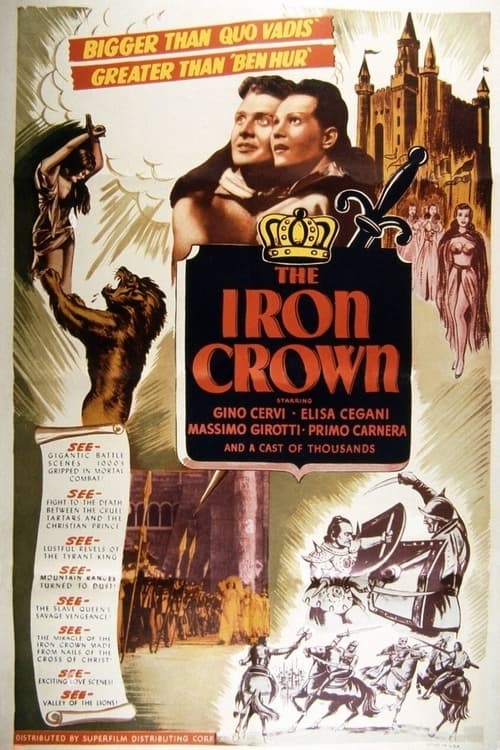 BIGGER THAN 'QUO VADIS'
GREATER THAN 'BEN HUR'
THE
IRON
CROWN
STARRING
GINO CERVI · ELISA CEGANI
MASSIMO GIROTTI · PRIMO CARNERA
AND A CAST OF THOUSANDS
SEE-
GIGANTIC BATTLE
SCENES - 1000'S
GRIPPED IN MORTAL
COMBAT!
SEE-
FIGHT TO THE DEATH
BETWEEN THE CRUEL
TARTARS AND THE
CHRISTIAN PRINCE
SEE-
LUSTFUL REVELS OF
THE TYRANT KING
SEE-
MOUNTAIN RANGES
TURNED TO DUST!
SEE-
THE SLAVE QUEEN'S
SAVAGE VENGEANCE!
SEE-
THE MIRACLE OF THE
IRON CROWN MADE
FROM NAILS OF THE
CROSS OF CHRIST
SEE-
EXCITING LOVE SCENES!
SEE-
VALLEY OF THE LIONS!
DISTRIBUTED BY SUPERFILM DISTRIBUTING CORP.